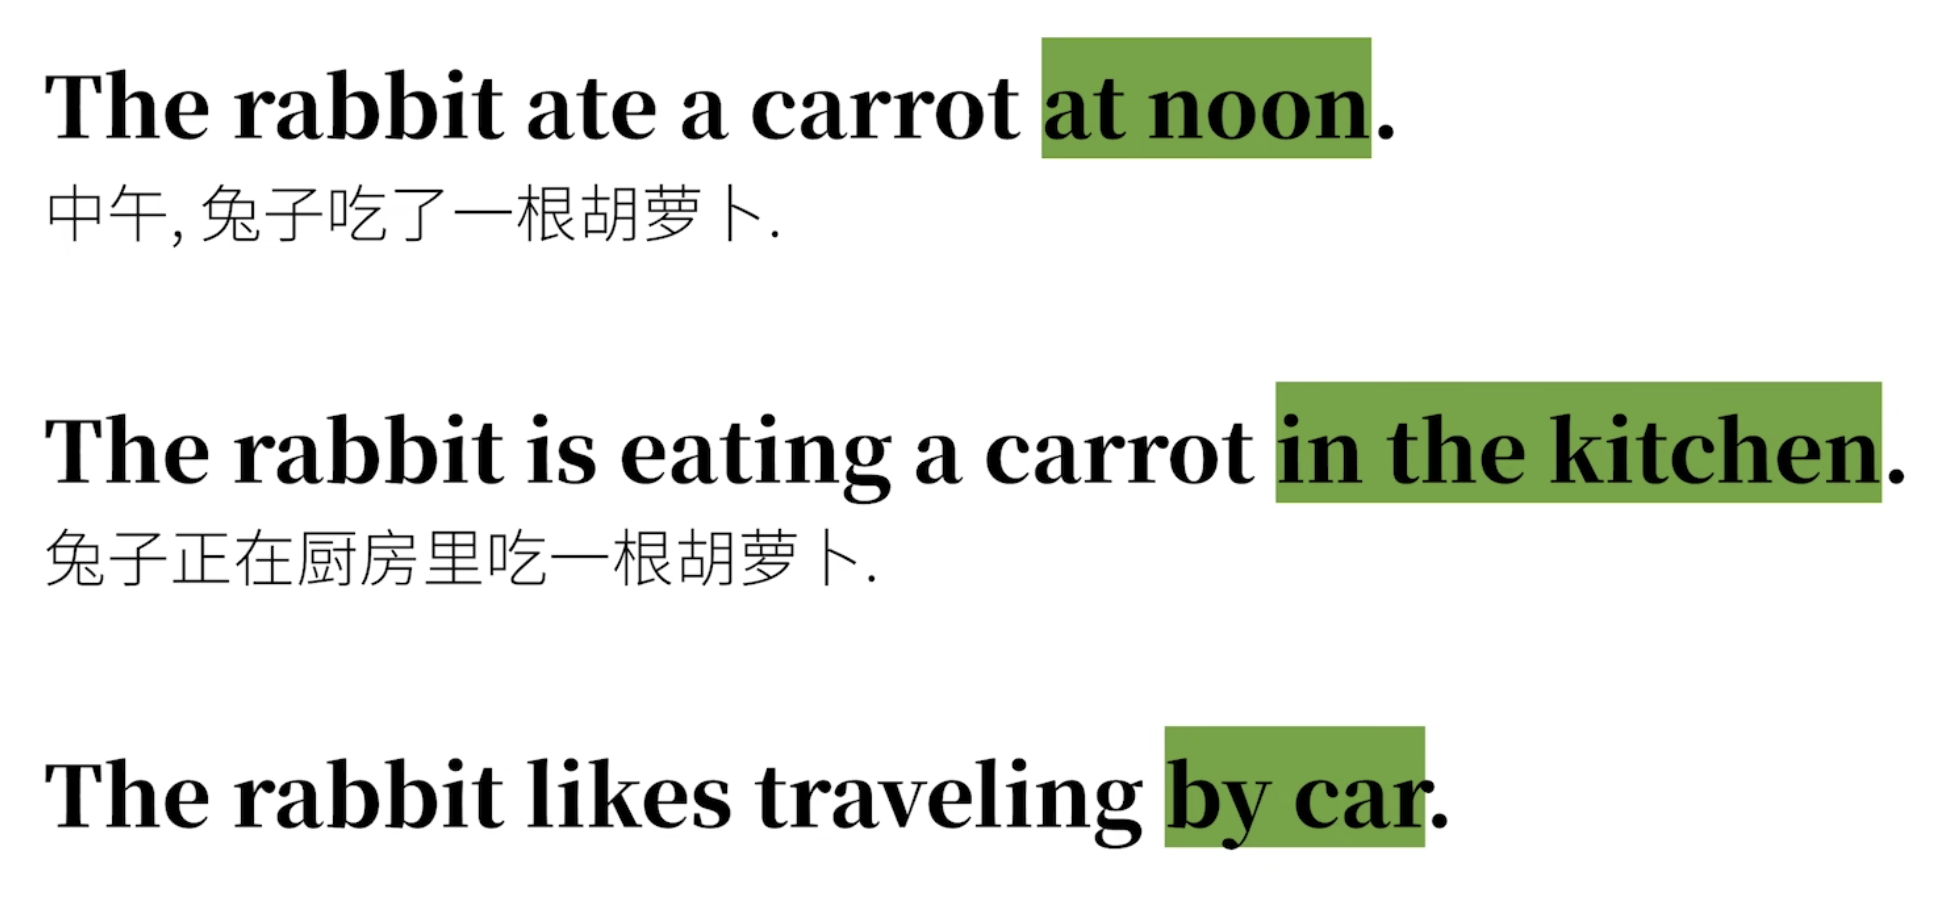 The rabbit ate a carrot at noon.
中午, 兔子吃了一根胡萝卜.
The rabbit is eating a carrot in the kitchen.
兔子正在厨房里吃一根胡萝卜.
The rabbit likes traveling by car.